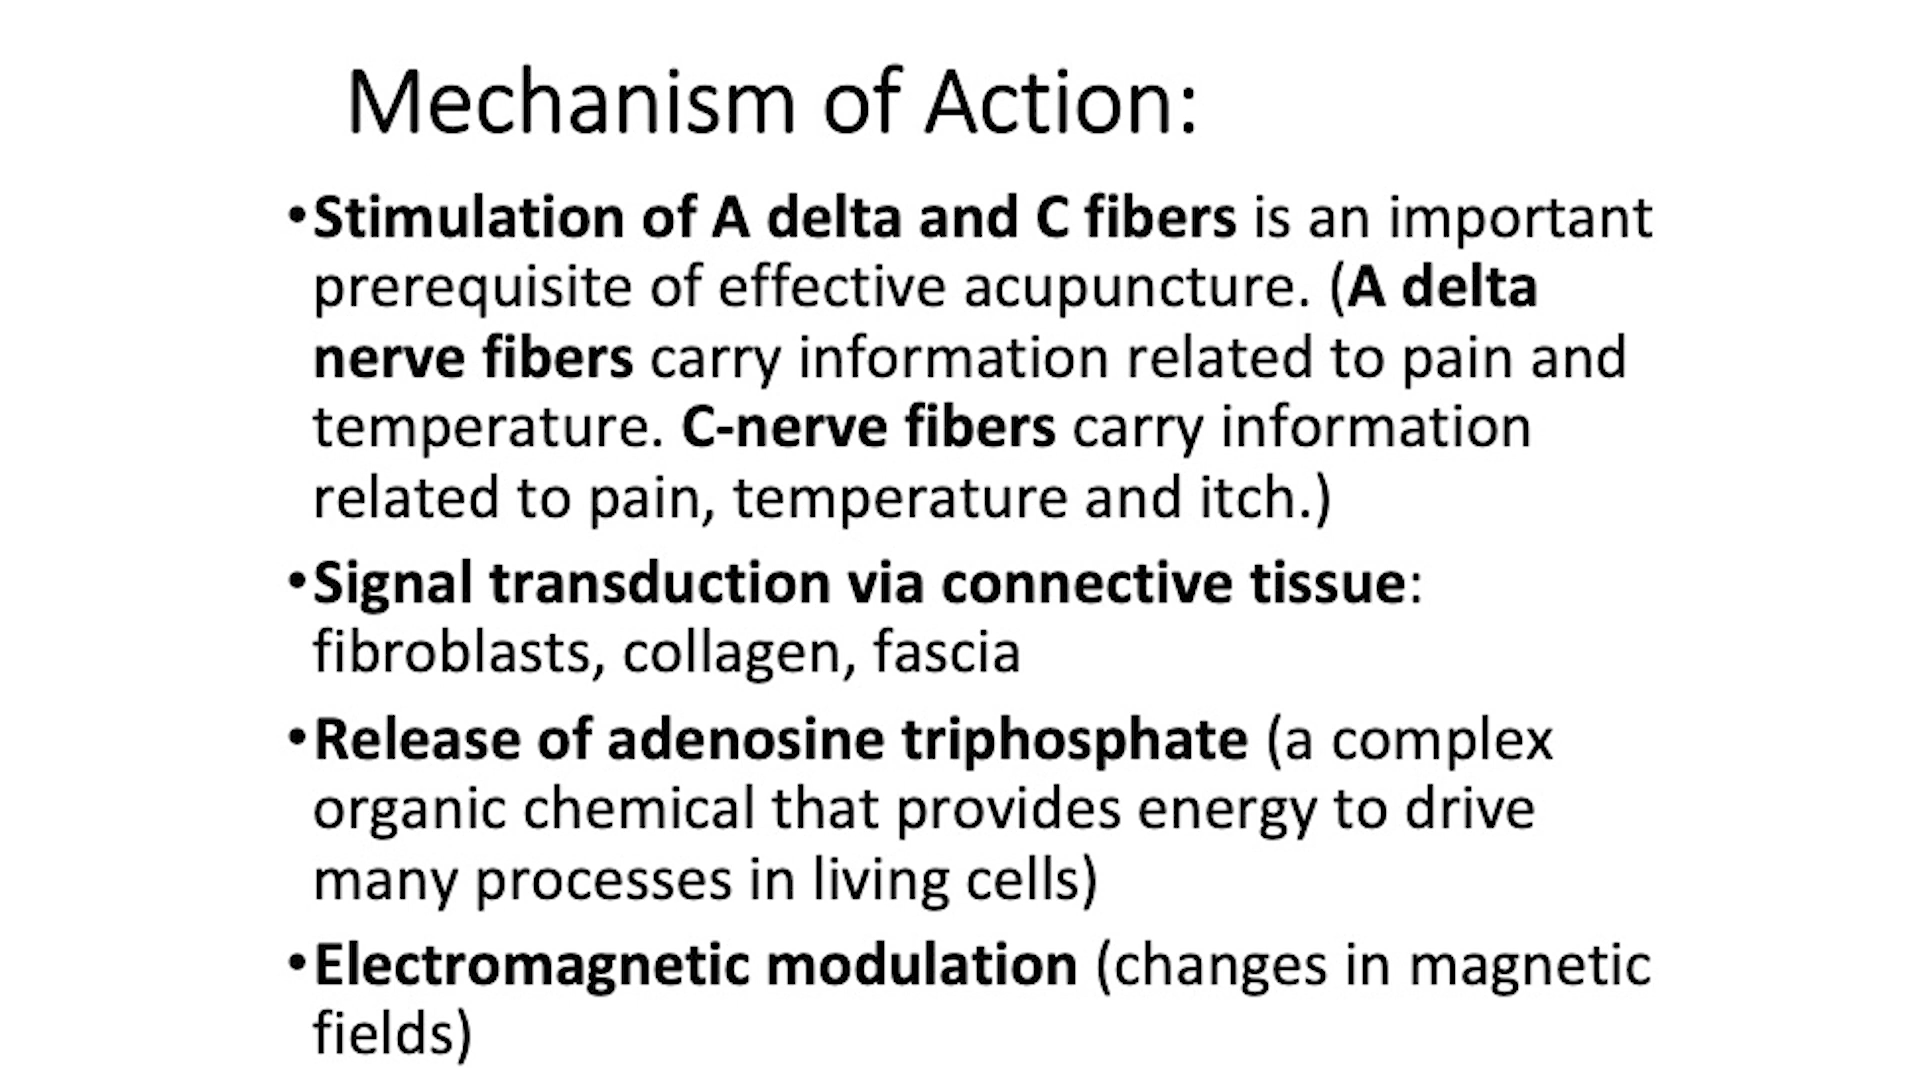 Mechanism of Action:
•Stimulation of A delta and C fibers is an important
prerequisite of effective acupuncture. (A delta
nerve fibers carry information related to pain and
temperature. C-nerve fibers carry information
related to pain, temperature and itch.)
•Signal transduction via connective tissue:
fibroblasts, collagen, fascia
•Release of adenosine triphosphate (a complex
organic chemical that provides energy to drive
many processes in living cells)
•Electromagnetic modulation (changes in magnetic
fields)